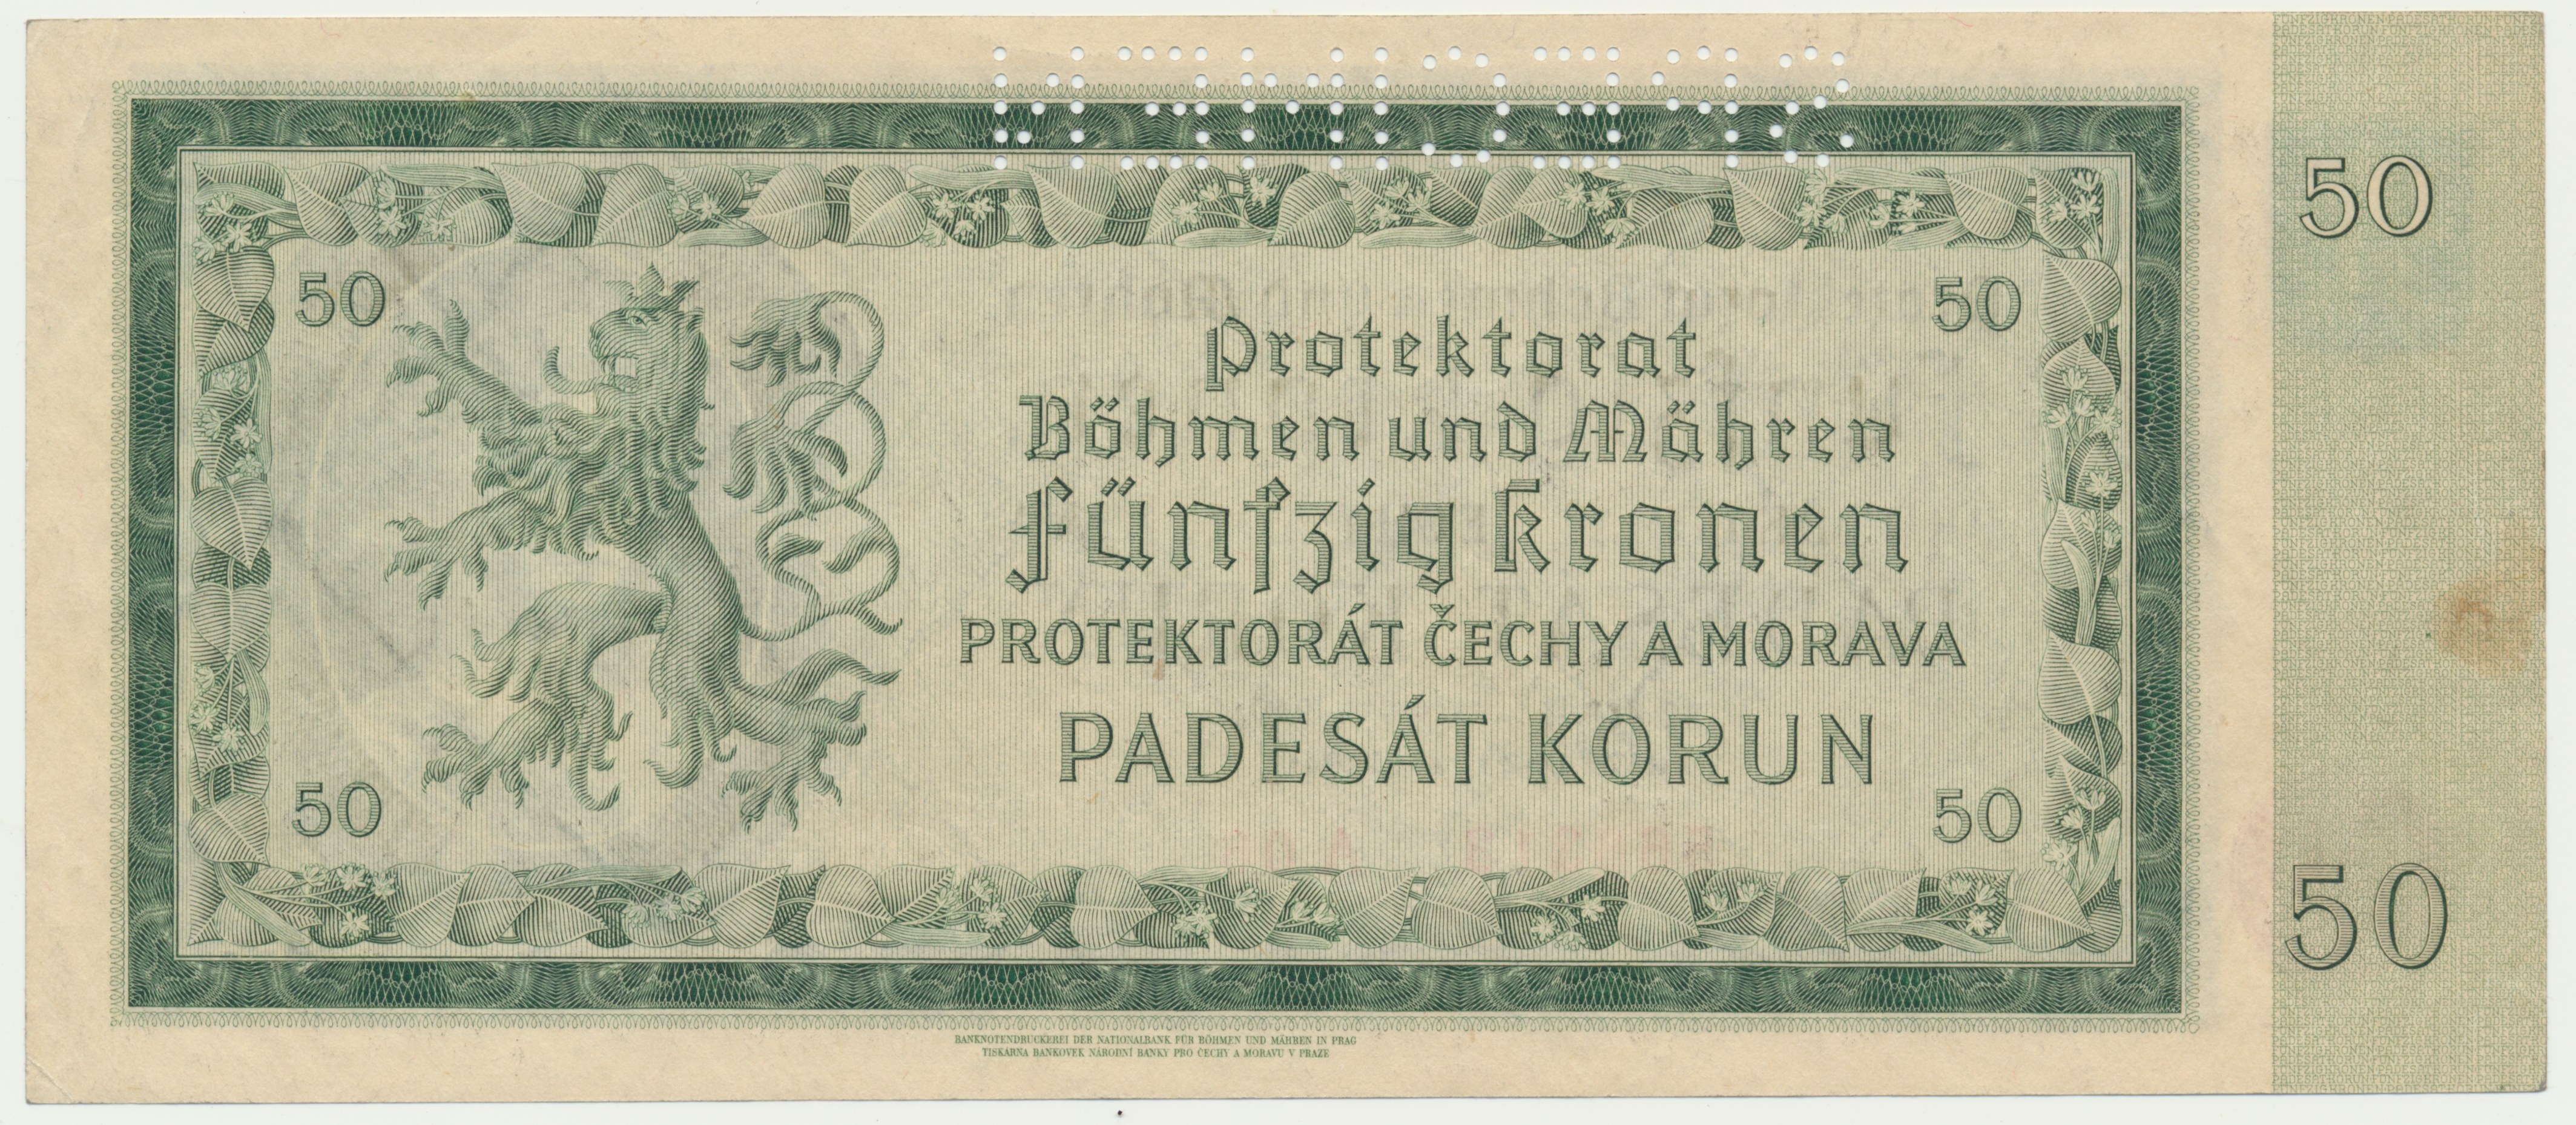 50
50
50
Protektorat
Böhmen und Mähren
Fünfzig Kronen
PROTEKTORÁT ČECHY A MORAVA
PADESÁT KORUN
50
50
50
BANKNOTENDRUCKEREI DER NATIONALBANK FÜR BÖHMEN UND MÄHREN IN PRAG
TISKÁRNA BANKOVEK NÁRODNÍ BANKY PRO ČECHY A MORAVU V PRAZE